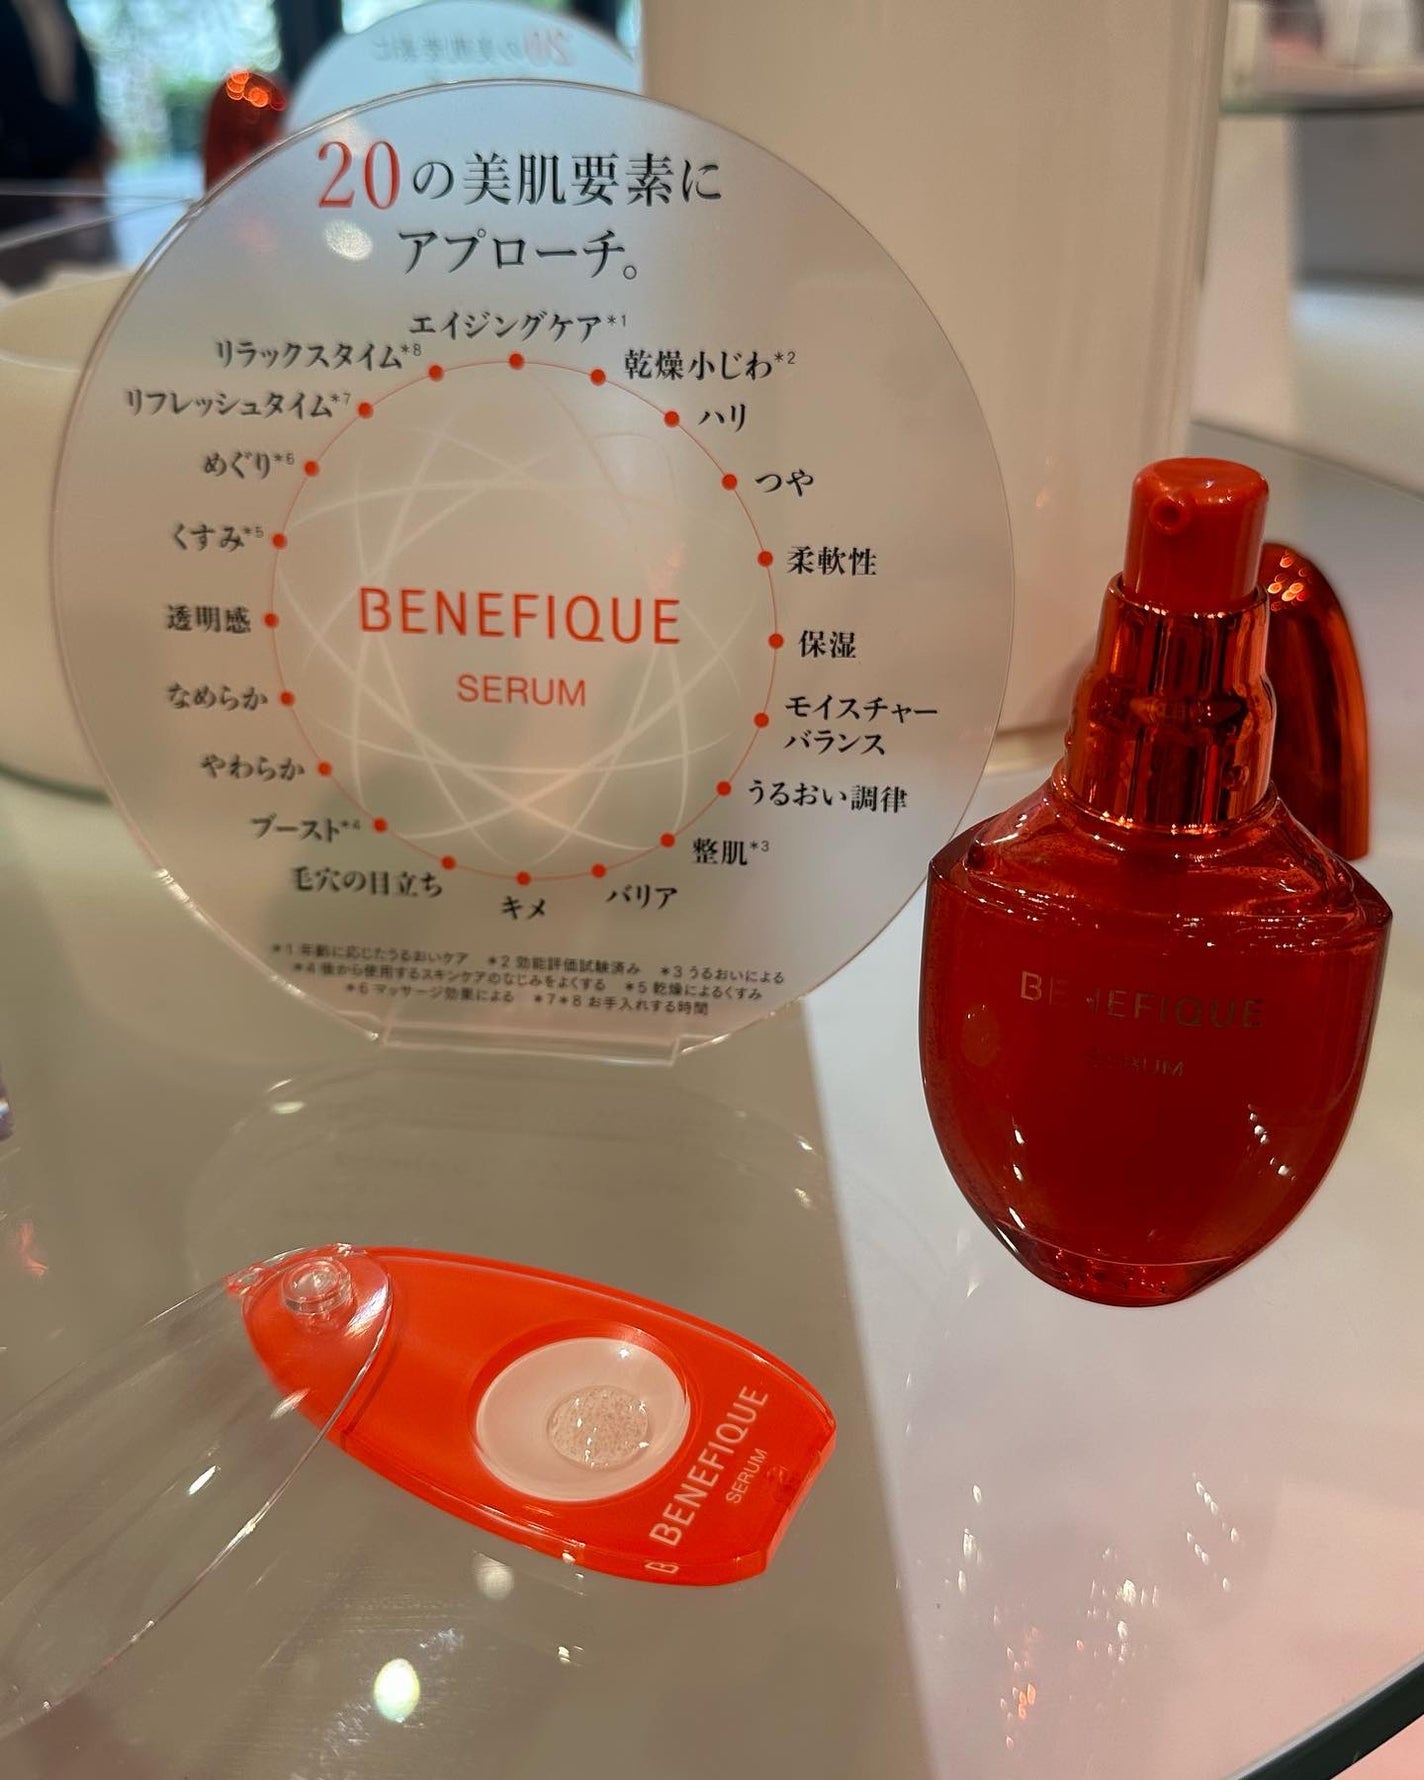 20の美肌要素に
アプローチ。
エイジングケア*1
乾燥小じわ*2
ハリ
つや
柔軟性
保湿
モイスチャー
バランス
うるおい調律
整肌*3
バリア
キメ
毛穴の目立ち
ブースト*4
やわらか
なめらか
透明感
くすみ*5
めぐり*6
リフレッシュタイム*7
リラックスタイム*8
BENEFIQUE
SERUM
*1 年齢に応じたうるおいケア *2 効能評価試験済み *3 うるおいによる
*4 後から使用するスキンケアのなじみをよくする *5 乾燥によるくすみ
*6 マッサージ効果による *7*8 お手入れする時間
BENEFIQUE
SERUM
BENEFIQUE
SERUM